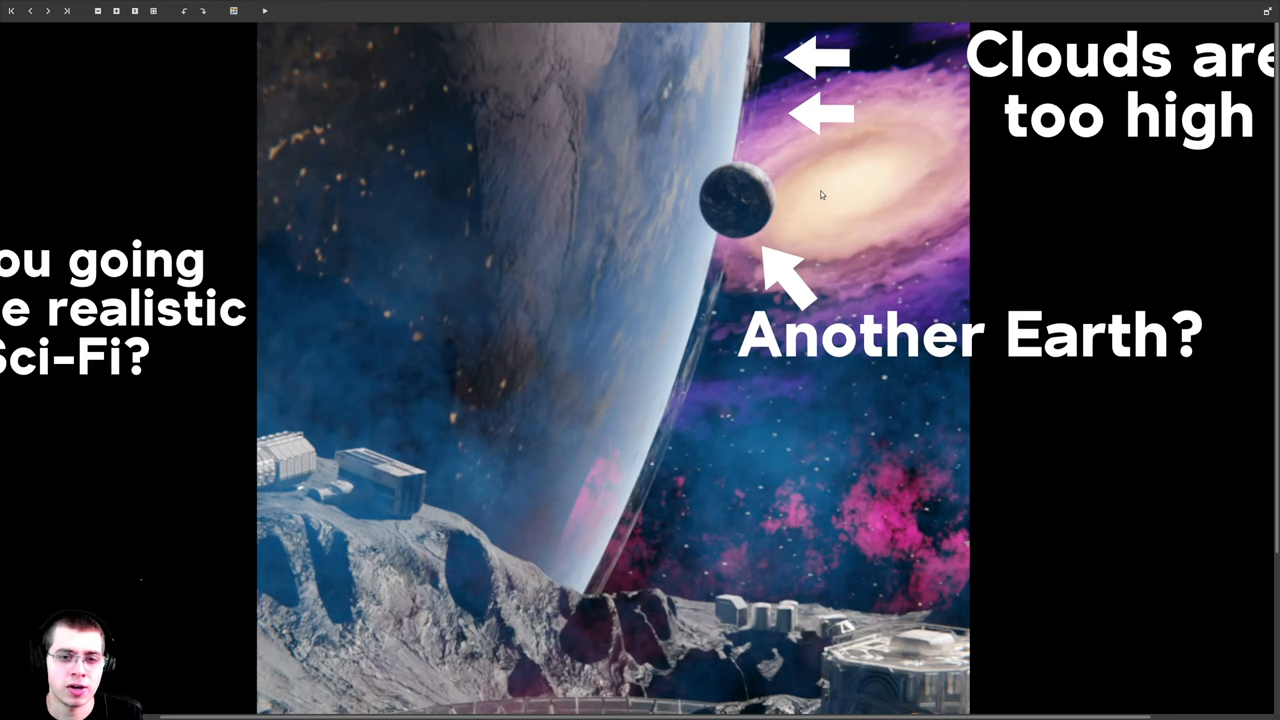 Clouds are
too high
ou going
e realistic
Sci-Fi?
Another Earth?